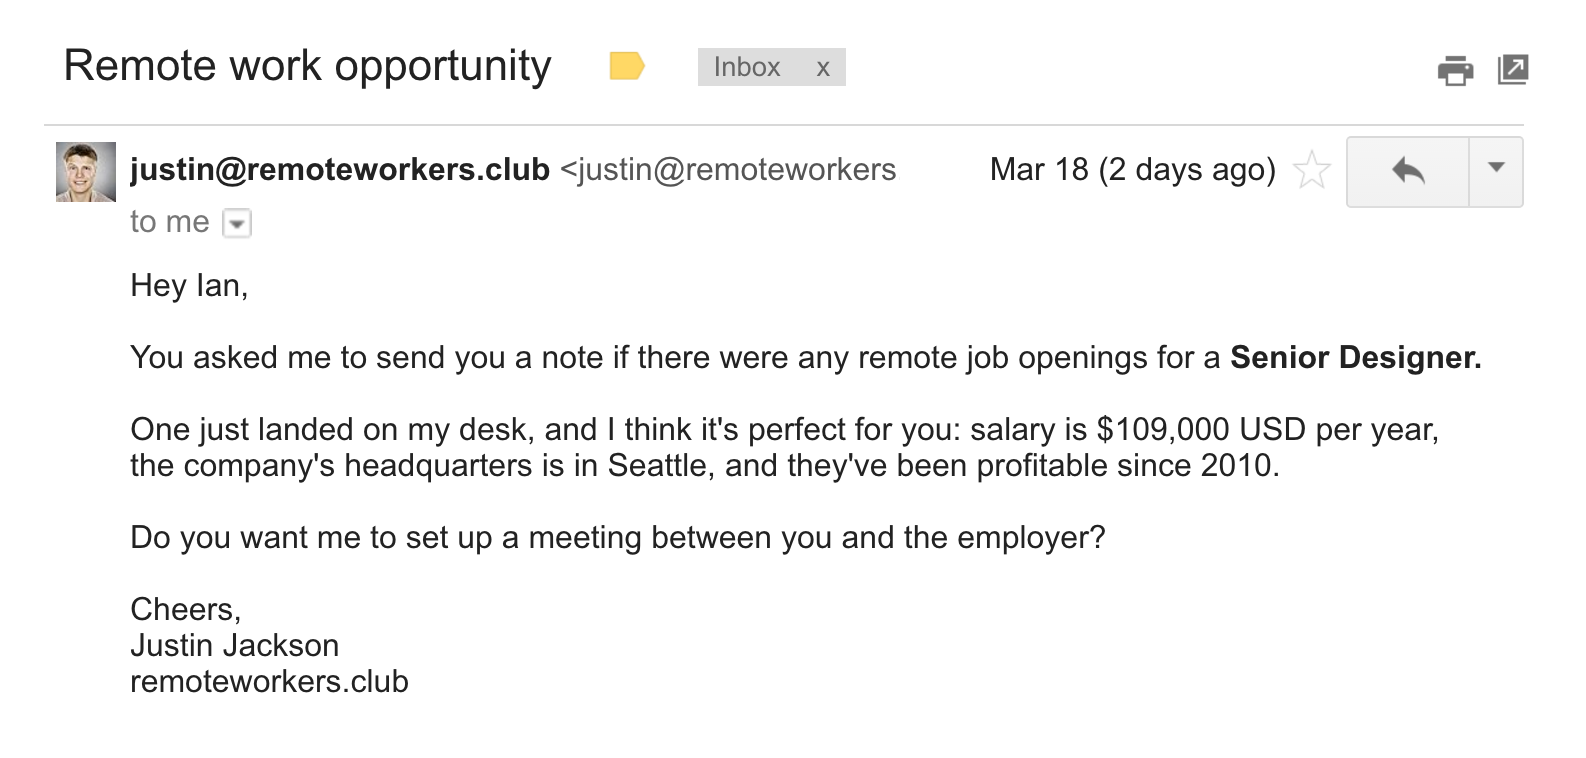 Remote work opportunity Inbox x
justin@remoteworkers.club <justin@remoteworkers Mar 18 (2 days ago)
to me
Hey Ian,
You asked me to send you a note if there were any remote job openings for a Senior Designer.
One just landed on my desk, and I think it's perfect for you: salary is $109,000 USD per year,
the company's headquarters is in Seattle, and they've been profitable since 2010.
Do you want me to set up a meeting between you and the employer?
Cheers,
Justin Jackson
remoteworkers.club